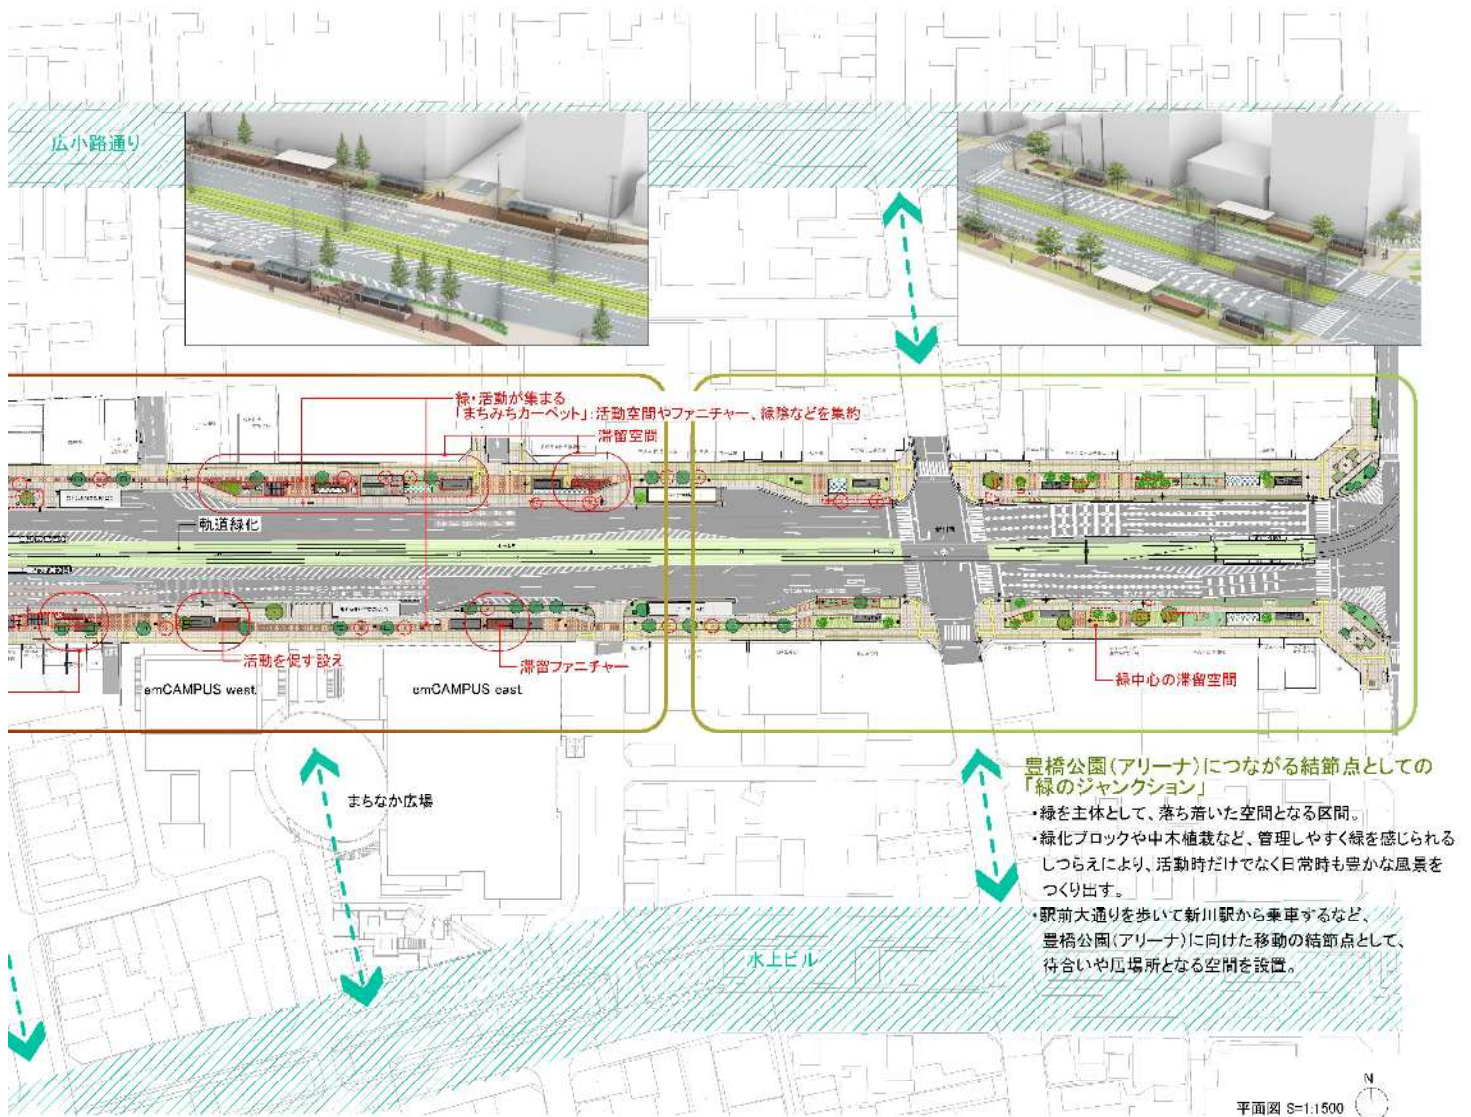 広小路通り
緑・活動が集まる
「まちみちカーペット」:活動空間やファニチャー、緑陰などを集約
滞留空間
軌道緑化
活動を促す設え
滞留ファニチャー
緑中心の滞留空間
emCAMPUS west
emCAMPUS east
まちなか広場
豊橋公園(アリーナ)につながる結節点としての
「緑のジャンクション」
・緑を主体として、落ち着いた空間となる区間。
・緑化ブロックや中木植栽など、管理しやすく緑を感じられる
しつらえにより、活動時だけでなく日常時も豊かな風景を
つくり出す。
・駅前大通りを歩いて新川駅から乗車するなど、
豊橋公園(アリーナ)に向けた移動の結節点として、
待合いや居場所となる空間を設置。
水上ビル
N
平面図 S=1:1500